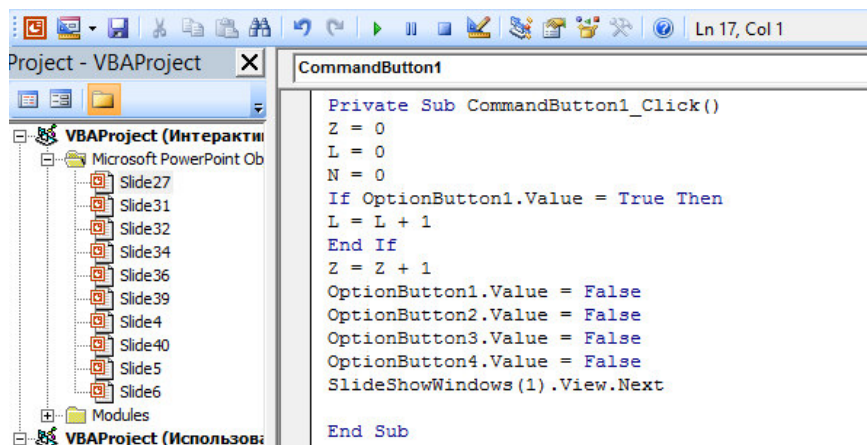 Ln 17, Col 1
Project - VBAProject
VBAProject (Интеракти
Microsoft PowerPoint Ob
Slide27
Slide31
Slide32
Slide34
Slide36
Slide39
Slide4
Slide40
Slide5
Slide6
Modules
VBAProject (Использова
CommandButton1
Private Sub CommandButton1_Click()
Z = 0
L = 0
N = 0
If OptionButton1.Value = True Then
L = L + 1
End If
Z = Z + 1
OptionButton1.Value = False
OptionButton2.Value = False
OptionButton3.Value = False
OptionButton4.Value = False
SlideShowWindows(1).View.Next
End Sub